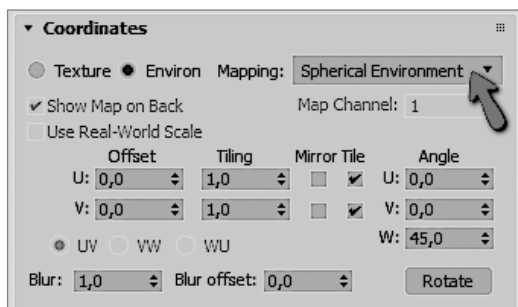 Coordinates
Texture Environ Mapping: Spherical Environment
Show Map on Back Map Channel: 1
Use Real-World Scale
Offset Tiling Mirror Tile Angle
U: 0,0 1,0 U: 0,0
V: 0,0 1,0 V: 0,0
W: 45,0
UV VW WU
Blur: 1,0 Blur offset: 0,0 Rotate